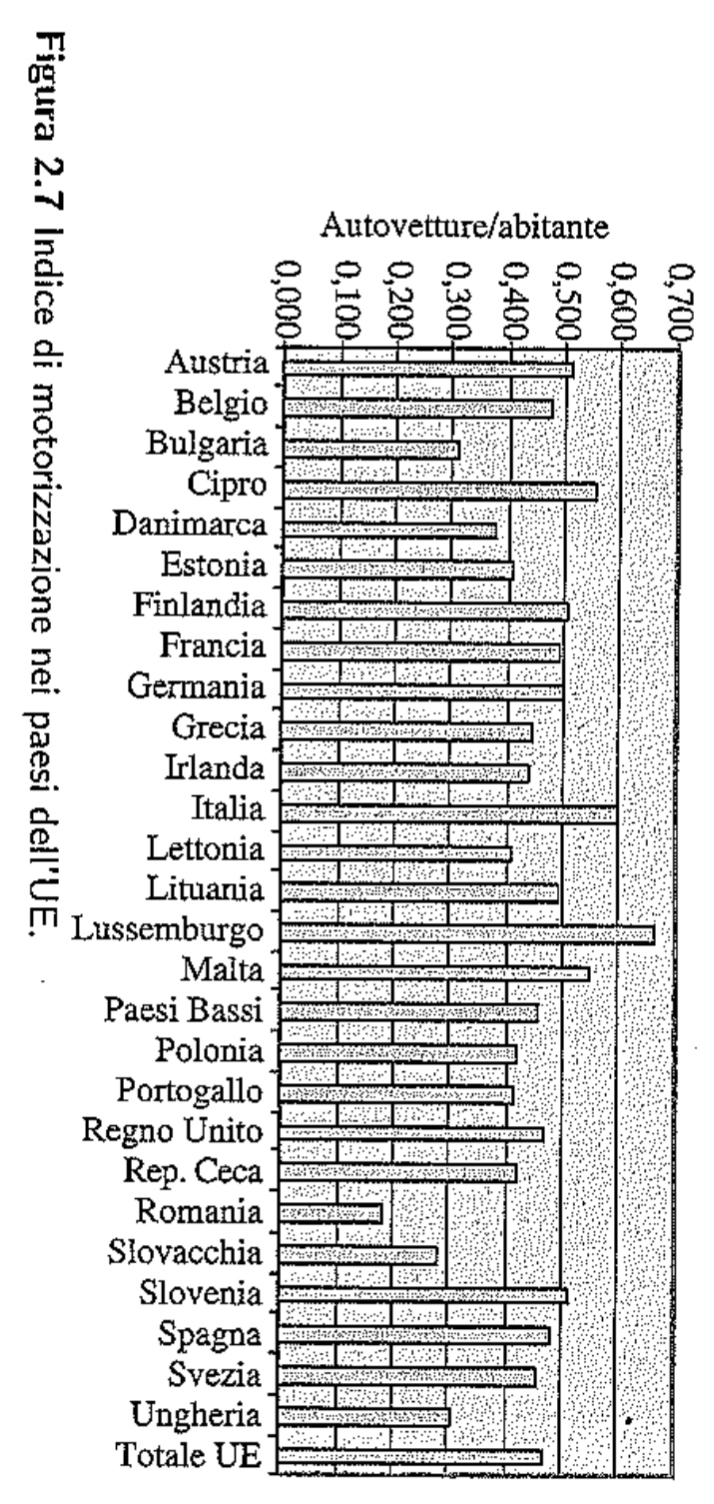 Autovetture/abitante
0,000
0,100
0,200
0,300
0,400
0,500
0,600
0,700
Austria
Belgio
Bulgaria
Cipro
Danimarca
Estonia
Finlandia
Francia
Germania
Grecia
Irlanda
Italia
Lettonia
Lituania
Lussemburgo
Malta
Paesi Bassi
Polonia
Portogallo
Regno Unito
Rep. Ceca
Romania
Slovacchia
Slovenia
Spagna
Svezia
Ungheria
Totale UE
Figura 2.7 Indice di motorizzazione nei paesi dell'UE.